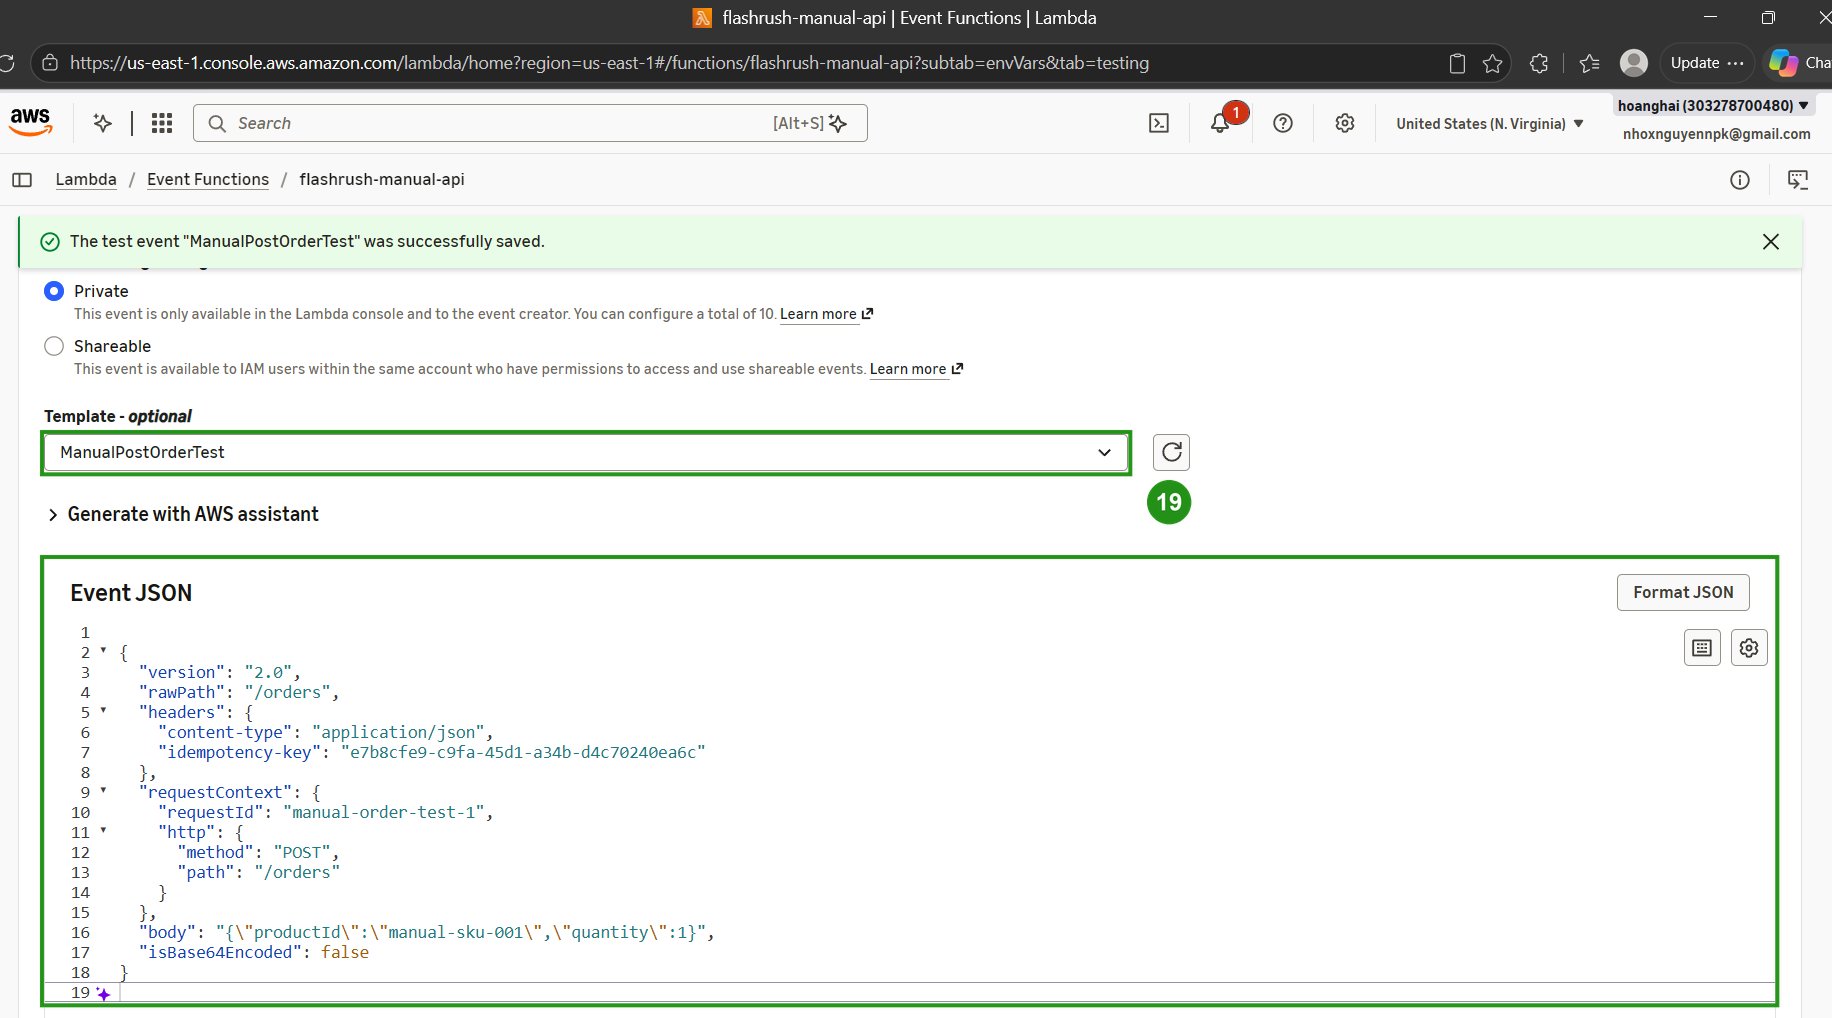 flashrush-manual-api | Event Functions | Lambda
https://us-east-1.console.aws.amazon.com/lambda/home?region=us-east-1#/functions/flashrush-manual-api?subtab=envVars&tab=testing
Update
Cha
aws
Search
[Alt+S]
1
United States (N. Virginia)
hoanghai (303278700480)
nhoxnguyennpk@gmail.com
Lambda / Event Functions / flashrush-manual-api
The test event "ManualPostOrderTest" was successfully saved.
Private
This event is only available in the Lambda console and to the event creator. You can configure a total of 10. Learn more
Shareable
This event is available to IAM users within the same account who have permissions to access and use shareable events. Learn more
Template - optional
ManualPostOrderTest
19
Generate with AWS assistant
Event JSON
Format JSON
1
2 {
3 "version": "2.0",
4 "rawPath": "/orders",
5 "headers": {
6 "content-type": "application/json",
7 "idempotency-key": "e7b8cfe9-c9fa-45d1-a34b-d4c70240ea6c"
8 },
9 "requestContext": {
10 "requestId": "manual-order-test-1",
11 "http": {
12 "method": "POST",
13 "path": "/orders"
14 }
15 },
16 "body": "{\"productId\":\"manual-sku-001\",\"quantity\":1}",
17 "isBase64Encoded": false
18 }
19